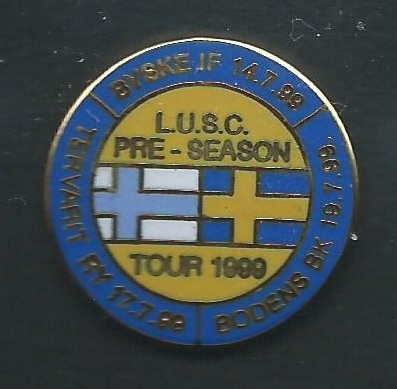 BYSKE IF 14.7.99
L.U.S.C.
PRE - SEASON
TOUR 1999
TERVARIT RY 17.7.99
BODENS BK 19.7.99